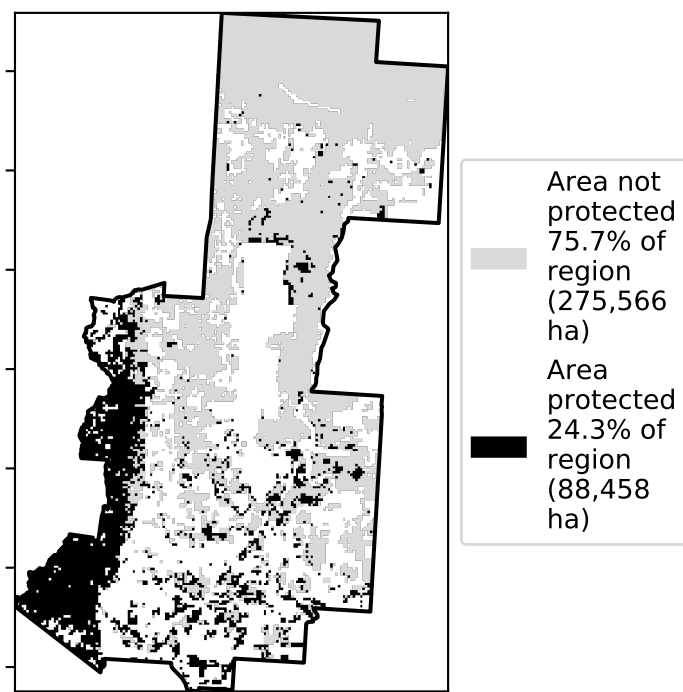 Area not
protected
75.7% of
region
(275,566
ha)
Area
protected
24.3% of
region
(88,458
ha)